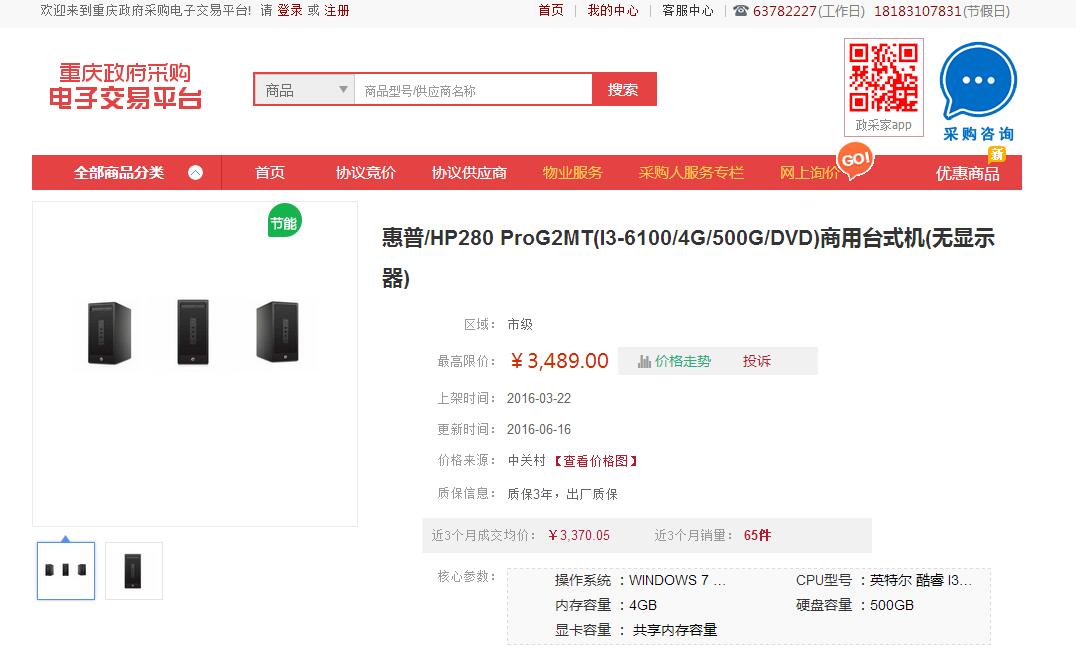 欢迎来到重庆政府采购电子交易平台! 请 登录 或 注册
首页 | 我的中心 | 客服中心 | 63782227(工作日) 18183107831(节假日)
重庆政府采购
电子交易平台
商品 商品型号/供应商名称 搜索
政采家app
采购咨询
全部商品分类 首页 协议竞价 协议供应商 物业服务 采购人服务专栏 网上询价 GO! 优惠商品 新
节能
惠普/HP280 ProG2MT(I3-6100/4G/500G/DVD)商用台式机(无显示
器)
区域： 市级
最高限价： ￥3,489.00 价格走势 投诉
上架时间： 2016-03-22
更新时间： 2016-06-16
价格来源： 中关村 【查看价格图】
质保信息： 质保3年，出厂质保
近3个月成交均价： ￥3,370.05 近3个月销量： 65件
核心参数：
操作系统 ：WINDOWS 7 ... CPU型号 ：英特尔 酷睿 I3...
内存容量 ：4GB 硬盘容量 ：500GB
显卡容量 ： 共享内存容量